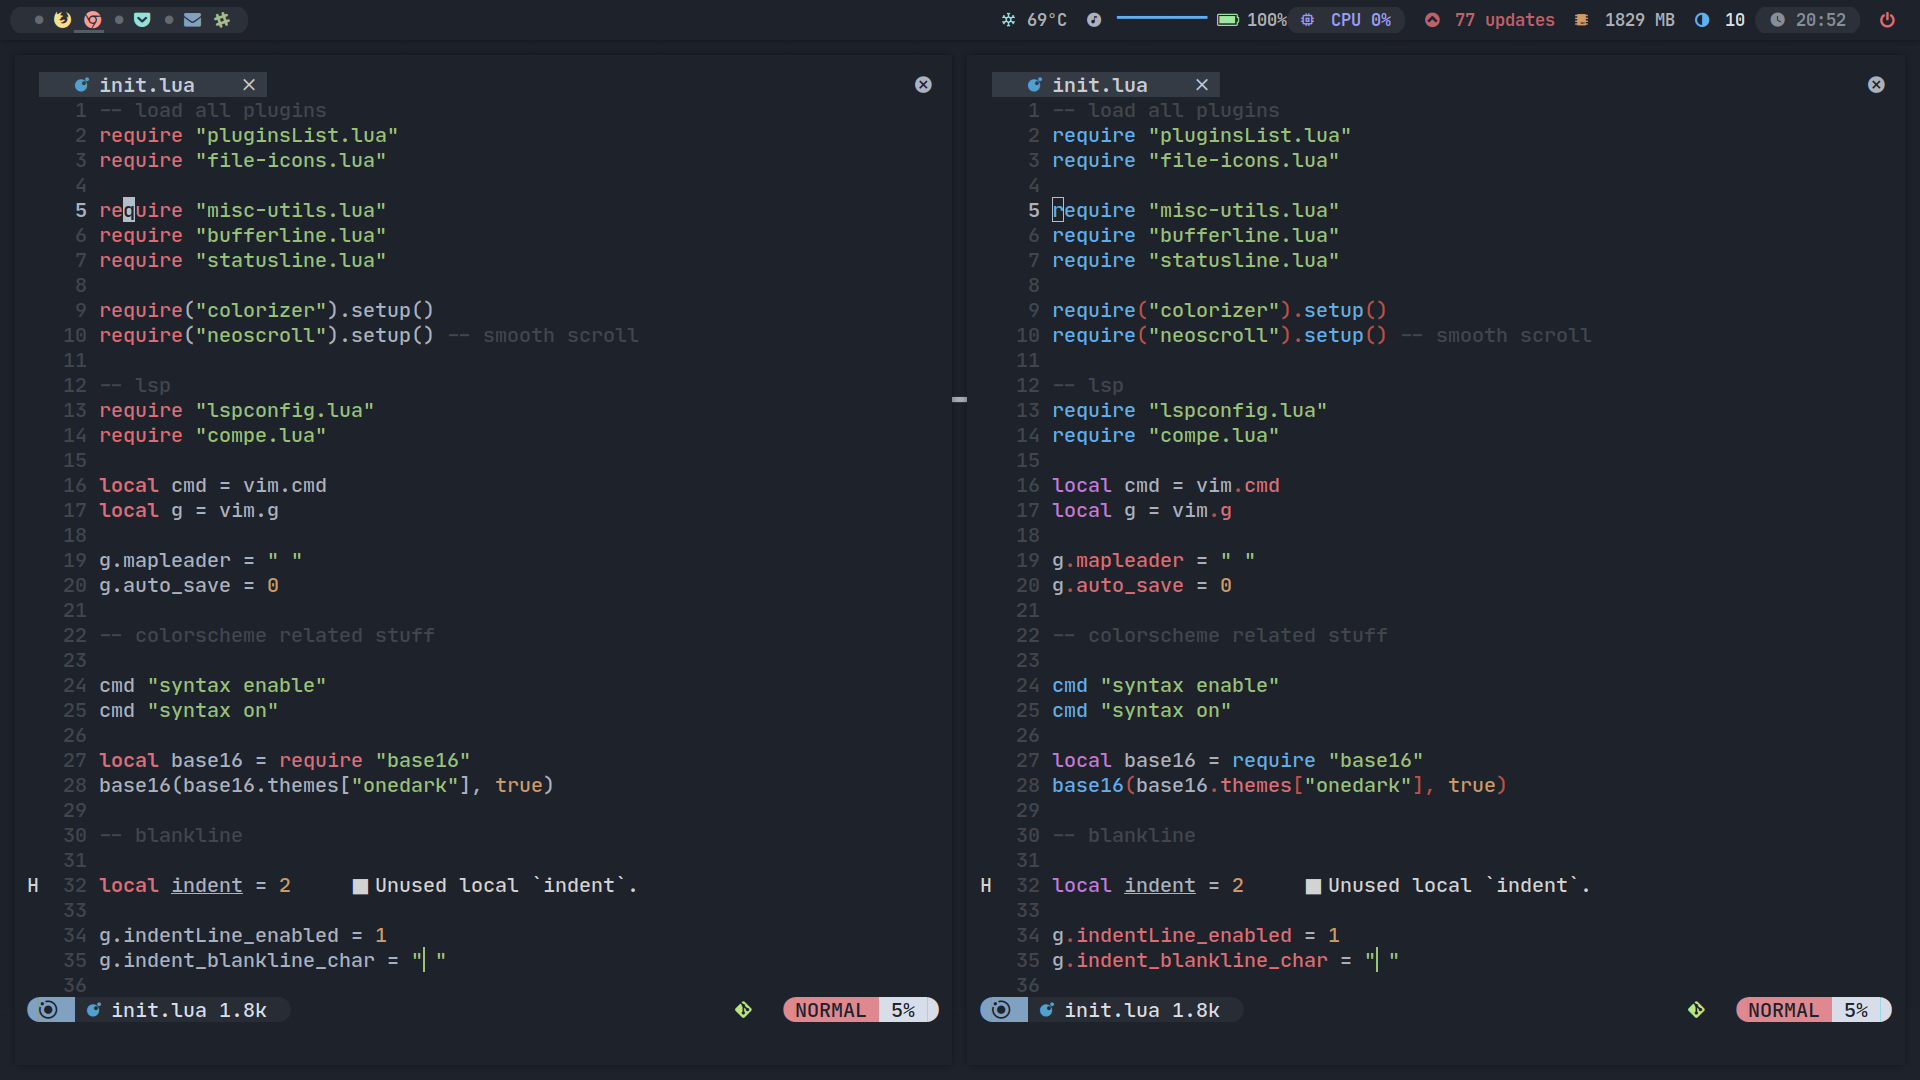 69°C 100% CPU 0% 77 updates 1829 MB 10 20:52
init.lua
1 -- load all plugins
2 require "pluginsList.lua"
3 require "file-icons.lua"
4
5 require "misc-utils.lua"
6 require "bufferline.lua"
7 require "statusline.lua"
8
9 require("colorizer").setup()
10 require("neoscroll").setup() -- smooth scroll
11
12 -- lsp
13 require "lspconfig.lua"
14 require "compe.lua"
15
16 local cmd = vim.cmd
17 local g = vim.g
18
19 g.mapleader = " "
20 g.auto_save = 0
21
22 -- colorscheme related stuff
23
24 cmd "syntax enable"
25 cmd "syntax on"
26
27 local base16 = require "base16"
28 base16(base16.themes["onedark"], true)
29
30 -- blankline
31
H 32 local indent = 2 ■ Unused local `indent`.
33
34 g.indentLine_enabled = 1
35 g.indent_blankline_char = "▏"
36
init.lua 1.8k NORMAL 5%
init.lua
1 -- load all plugins
2 require "pluginsList.lua"
3 require "file-icons.lua"
4
5 require "misc-utils.lua"
6 require "bufferline.lua"
7 require "statusline.lua"
8
9 require("colorizer").setup()
10 require("neoscroll").setup() -- smooth scroll
11
12 -- lsp
13 require "lspconfig.lua"
14 require "compe.lua"
15
16 local cmd = vim.cmd
17 local g = vim.g
18
19 g.mapleader = " "
20 g.auto_save = 0
21
22 -- colorscheme related stuff
23
24 cmd "syntax enable"
25 cmd "syntax on"
26
27 local base16 = require "base16"
28 base16(base16.themes["onedark"], true)
29
30 -- blankline
31
H 32 local indent = 2 ■ Unused local `indent`.
33
34 g.indentLine_enabled = 1
35 g.indent_blankline_char = "▏"
36
init.lua 1.8k NORMAL 5%